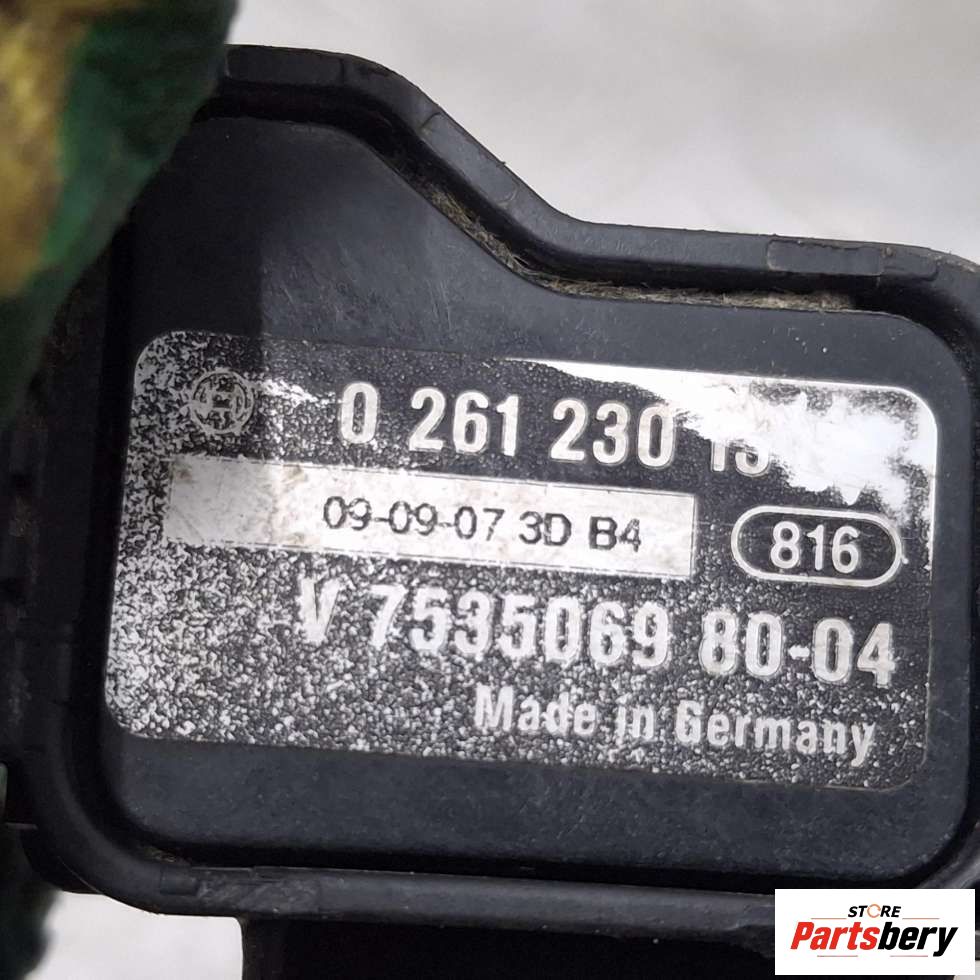 0 261 230
09-09-07 3D B4
816
V 7535069 80-04
Made in Germany
STORE
Partsbery